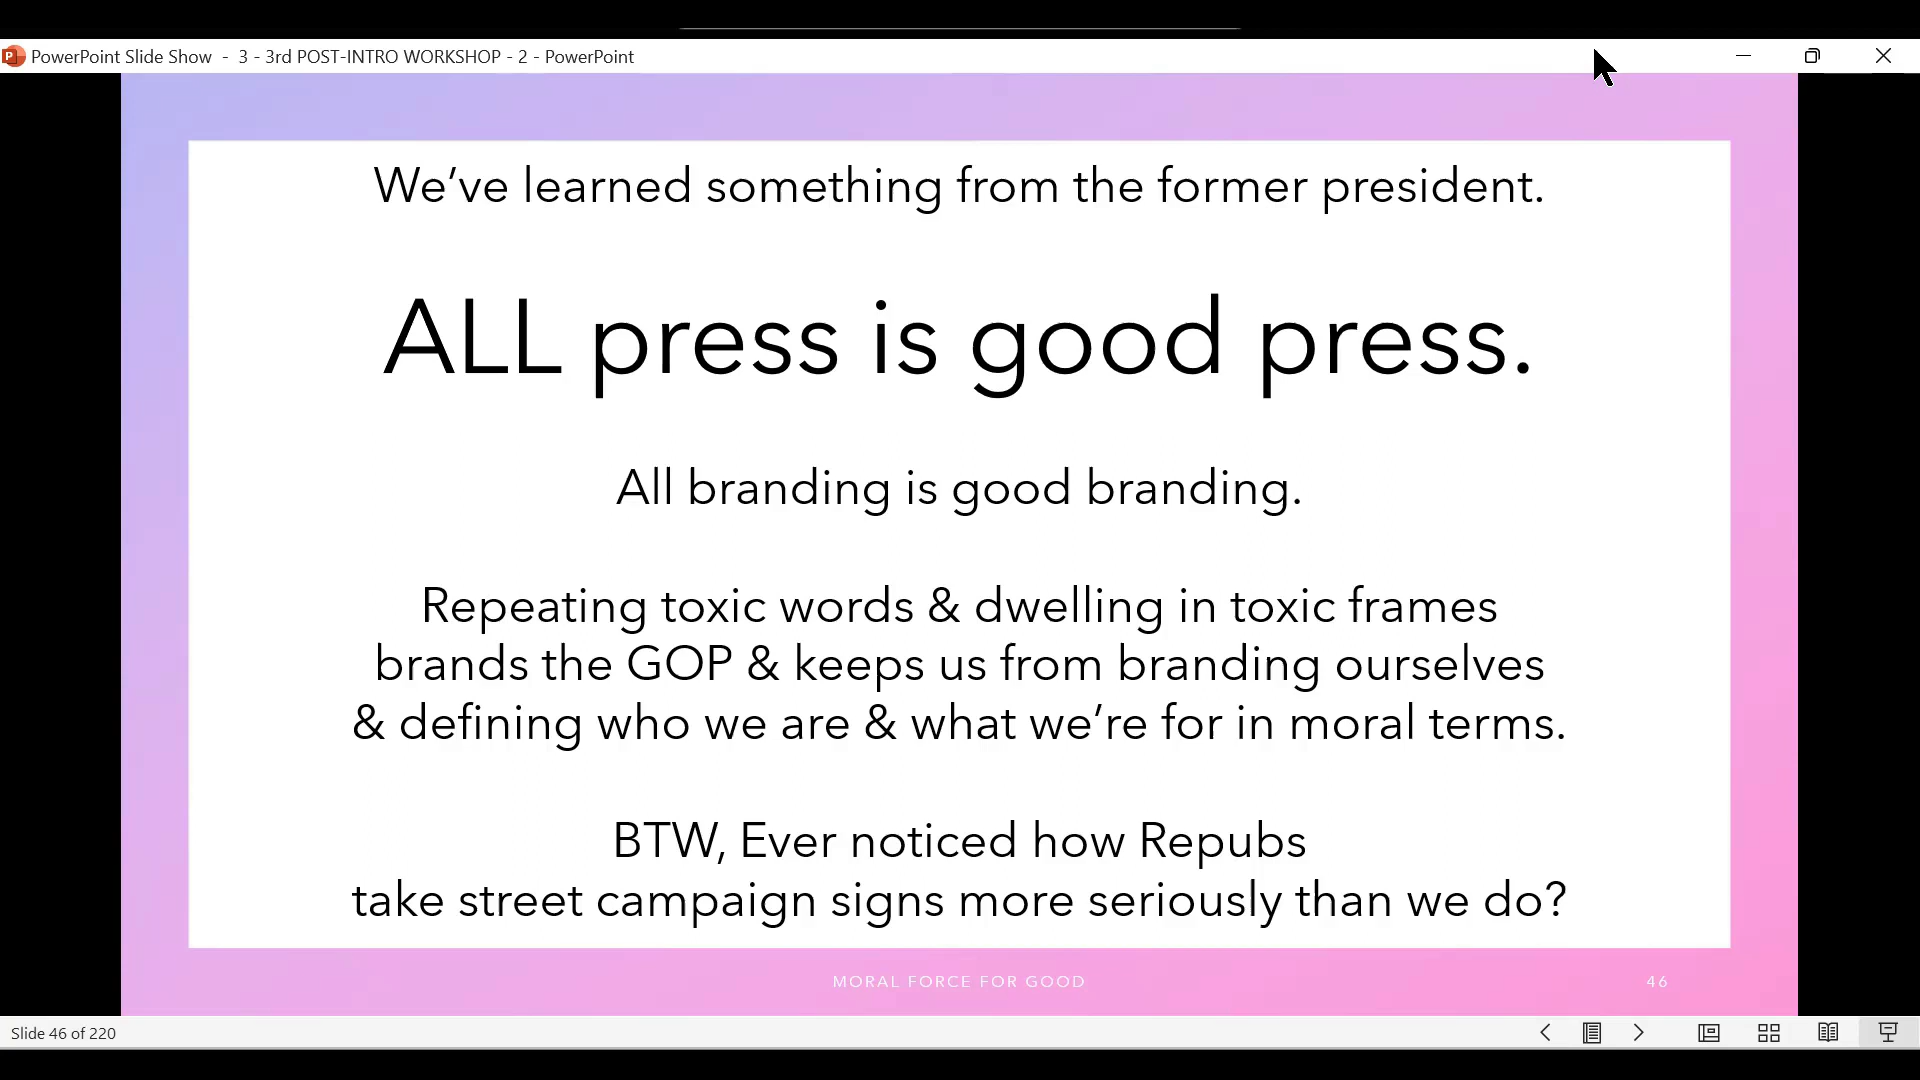 PowerPoint Slide Show - 3 - 3rd POST-INTRO WORKSHOP - 2 - PowerPoint
We’ve learned something from the former president.
ALL press is good press.
All branding is good branding.
Repeating toxic words & dwelling in toxic frames
brands the GOP & keeps us from branding ourselves
& defining who we are & what we’re for in moral terms.
BTW, Ever noticed how Repubs
take street campaign signs more seriously than we do?
MORAL FORCE FOR GOOD
46
Slide 46 of 220